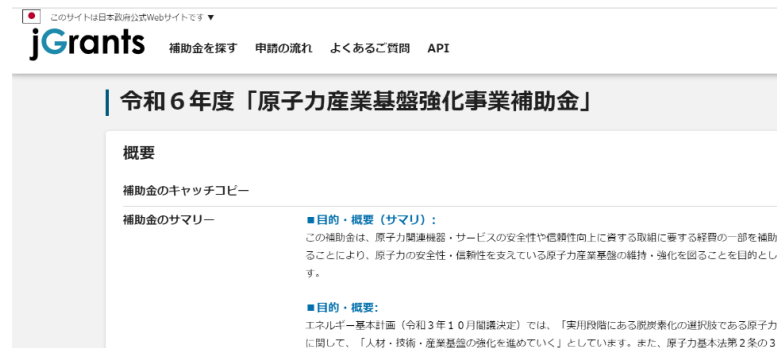 このサイトは日本政府公式Webサイトです ▼
jGrants 補助金を探す 申請の流れ よくあるご質問 API
令和6年度「原子力産業基盤強化事業補助金」
概要
補助金のキャッチコピー
補助金のサマリー ■目的・概要（サマリ）:
この補助金は、原子力関連機器・サービスの安全性や信頼性向上に資する取組に要する経費の一部を補助
ることにより、原子力の安全性・信頼性を支えている原子力産業基盤の維持・強化を図ることを目的とし
す。
■目的・概要:
エネルギー基本計画（令和3年10月閣議決定）では、「実用段階にある脱炭素化の選択肢である原子力
に関して、「人材・技術・産業基盤の強化を進めていく」としています。また、原子力基本法第2条の3